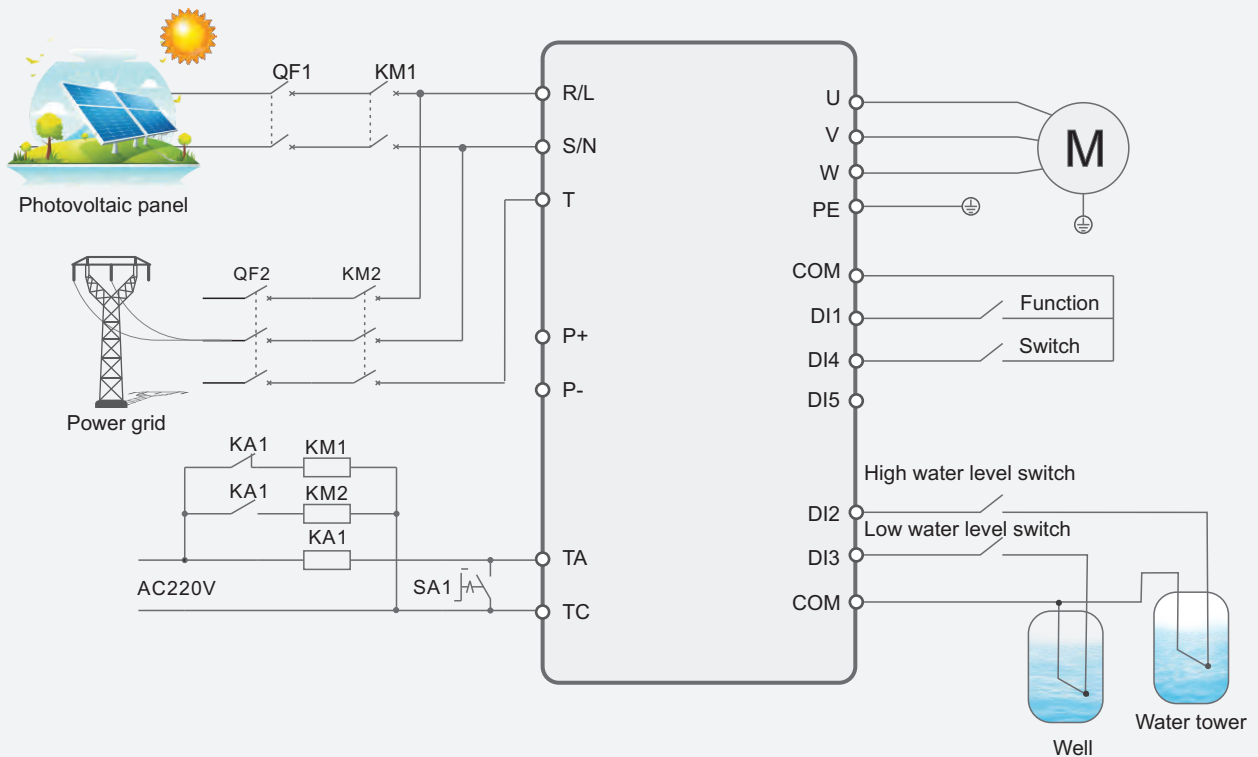 QF1
KM1
R/L
S/N
T
Photovoltaic panel
QF2
KM2
Power grid
P+
P-
KA1
KM1
KA1
KM2
KA1
AC220V
SA1
TA
TC
U
V
W
PE
M
COM
DI1
Function
DI4
Switch
DI5
High water level switch
DI2
Low water level switch
DI3
COM
Water tower
Well